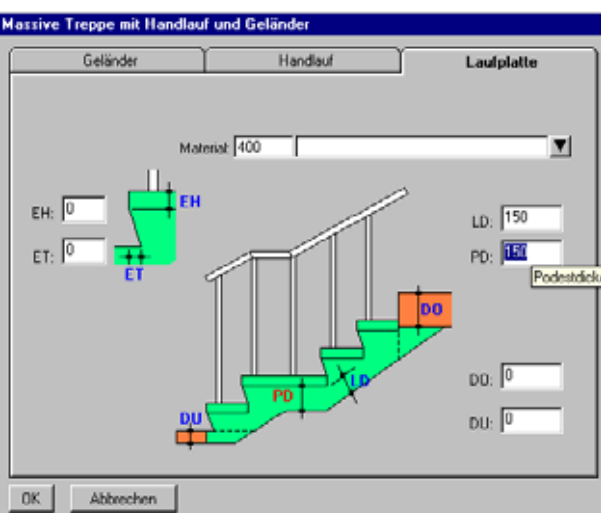 Massive Treppe mit Handlauf und Geländer
Geländer Handlauf Laufplatte
Material: 400
EH: 0 EH LD: 150
ET: 0 ET PD: 150
Podestdick
DO
PD LD DO: 0
DU DU: 0
OK Abbrechen